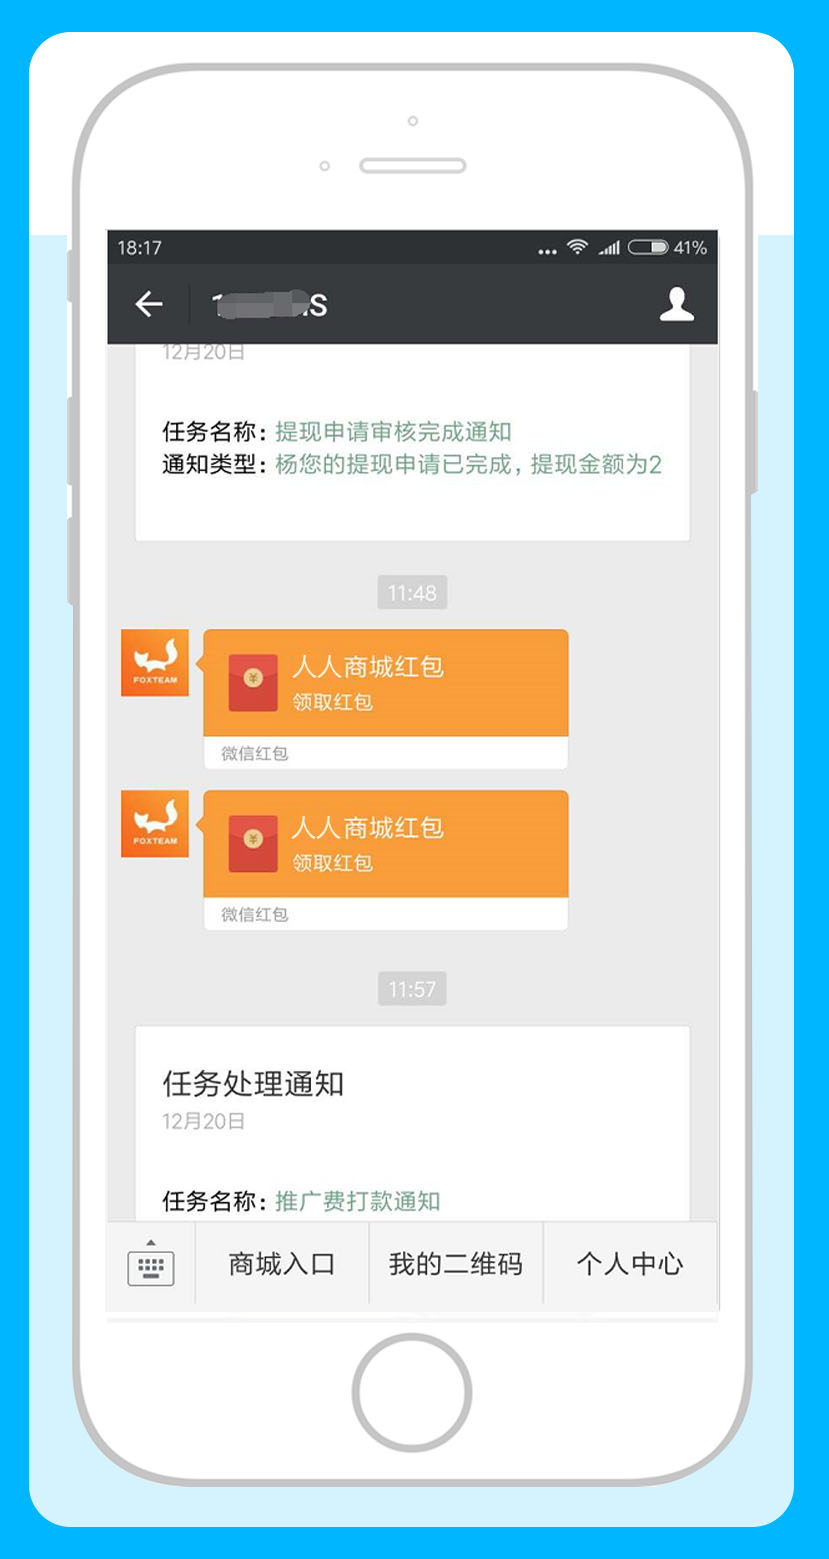 18:17
41%
S
12月20日
任务名称：提现申请审核完成通知
通知类型：杨您的提现申请已完成，提现金额为2
11:48
FOXTEAM
人人商城红包
领取红包
微信红包
FOXTEAM
人人商城红包
领取红包
微信红包
11:57
任务处理通知
12月20日
任务名称：推广费打款通知
商城入口
我的二维码
个人中心